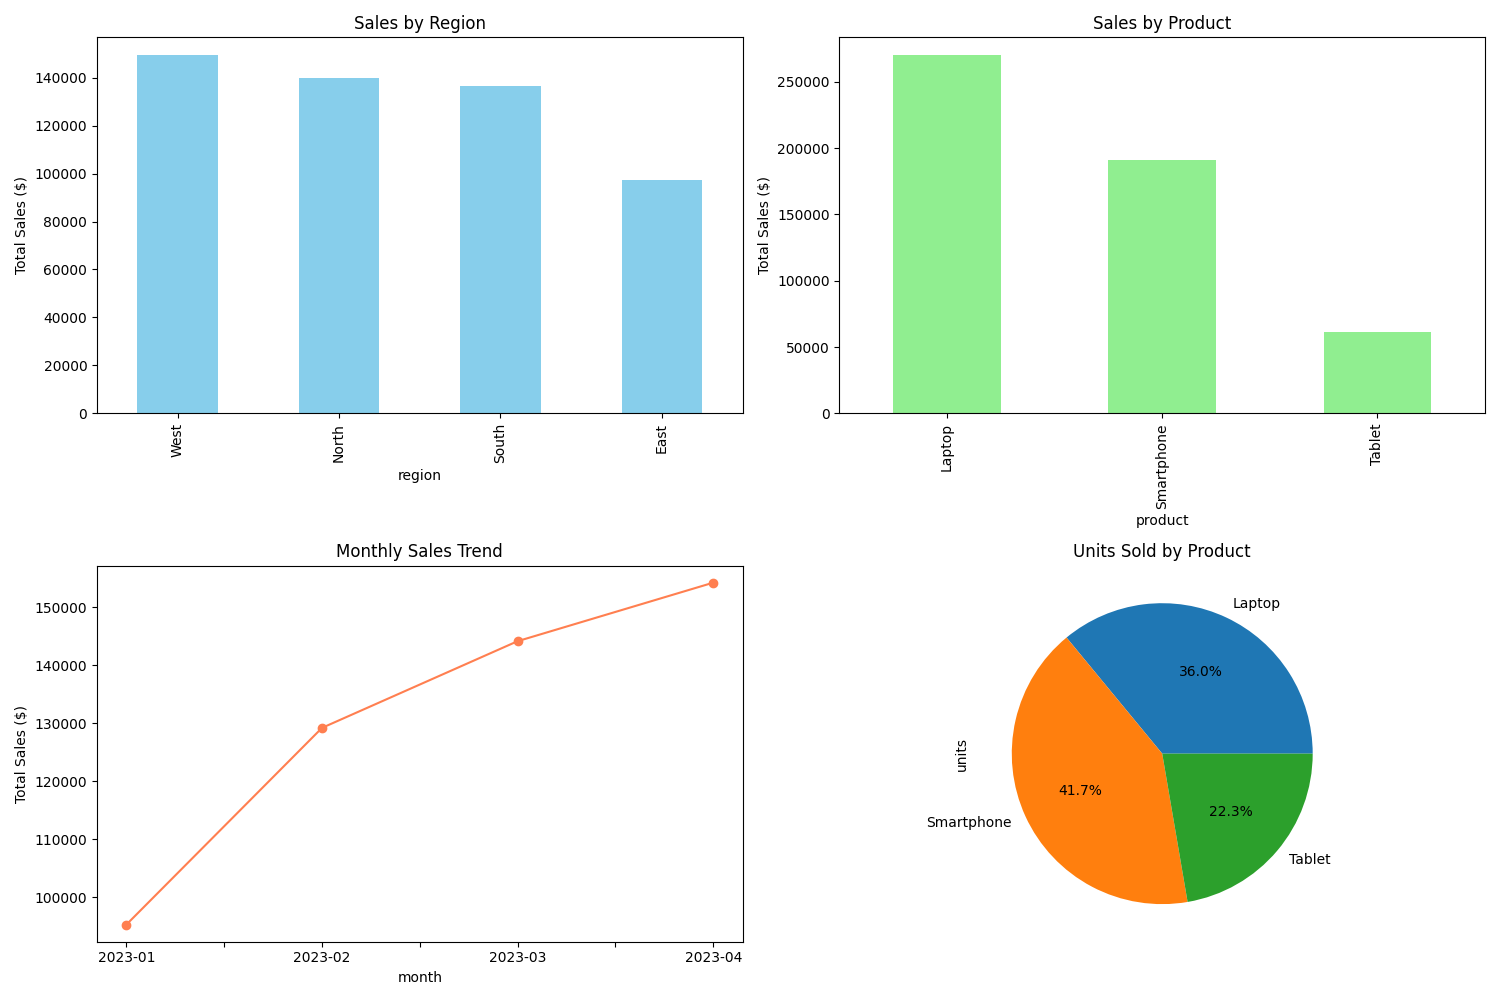 Sales by Region
Total Sales ($)
140000
120000
100000
80000
60000
40000
20000
0
West
North
South
East
region
Sales by Product
Total Sales ($)
250000
200000
150000
100000
50000
0
Laptop
Smartphone
Tablet
product
Monthly Sales Trend
Total Sales ($)
150000
140000
130000
120000
110000
100000
2023-01
2023-02
2023-03
2023-04
month
Units Sold by Product
units
Laptop
36.0%
41.7%
Smartphone
22.3%
Tablet